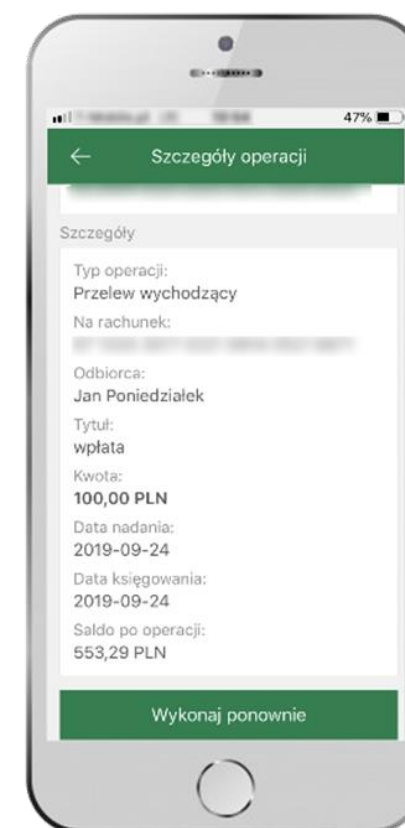 47%
Szczegóły operacji
Szczegóły
Typ operacji:
Przelew wychodzący
Na rachunek:
Odbiorca:
Jan Poniedziałek
Tytuł:
wpłata
Kwota:
100,00 PLN
Data nadania:
2019-09-24
Data księgowania:
2019-09-24
Saldo po operacji:
553,29 PLN
Wykonaj ponownie